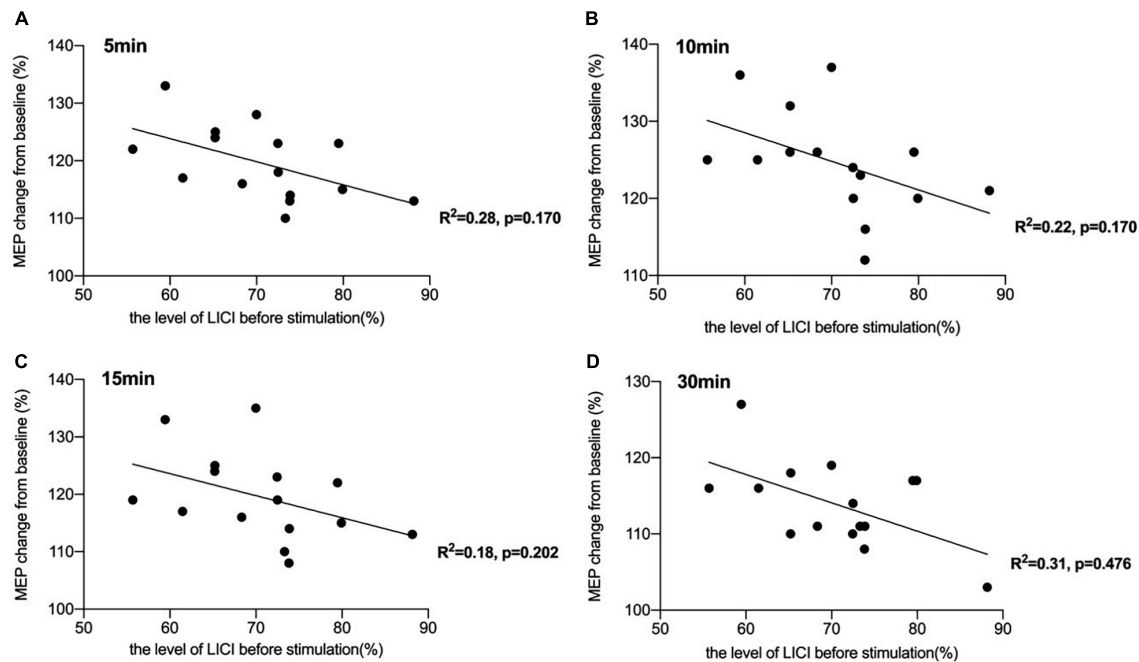 A
5min
140
130
120
110
100
MEP change from baseline (%)
R²=0.28, p=0.170
50 60 70 80 90
the level of LICI before stimulation(%)
B
10min
140
130
120
110
MEP change from baseline (%)
R²=0.22, p=0.170
50 60 70 80 90
the level of LICI before stimulation(%)
C
15min
140
130
120
110
100
MEP change from baseline (%)
R²=0.18, p=0.202
50 60 70 80 90
the level of LICI before stimulation(%)
D
30min
130
120
110
100
MEP change from baseline (%)
R²=0.31, p=0.476
50 60 70 80 90
the level of LICI before stimulation(%)